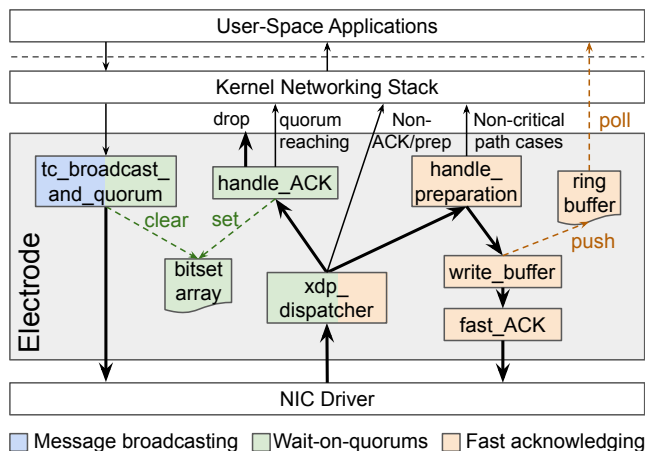 User-Space Applications
Kernel Networking Stack
drop
quorum
reaching
Non-
ACK/prep
Non-critical
path cases
poll
tc_broadcast_
and_quorum
handle_ACK
handle_
preparation
ring
buffer
clear
set
push
bitset
array
xdp_
dispatcher
write_buffer
fast_ACK
Electrode
NIC Driver
Message broadcasting
Wait-on-quorums
Fast acknowledging